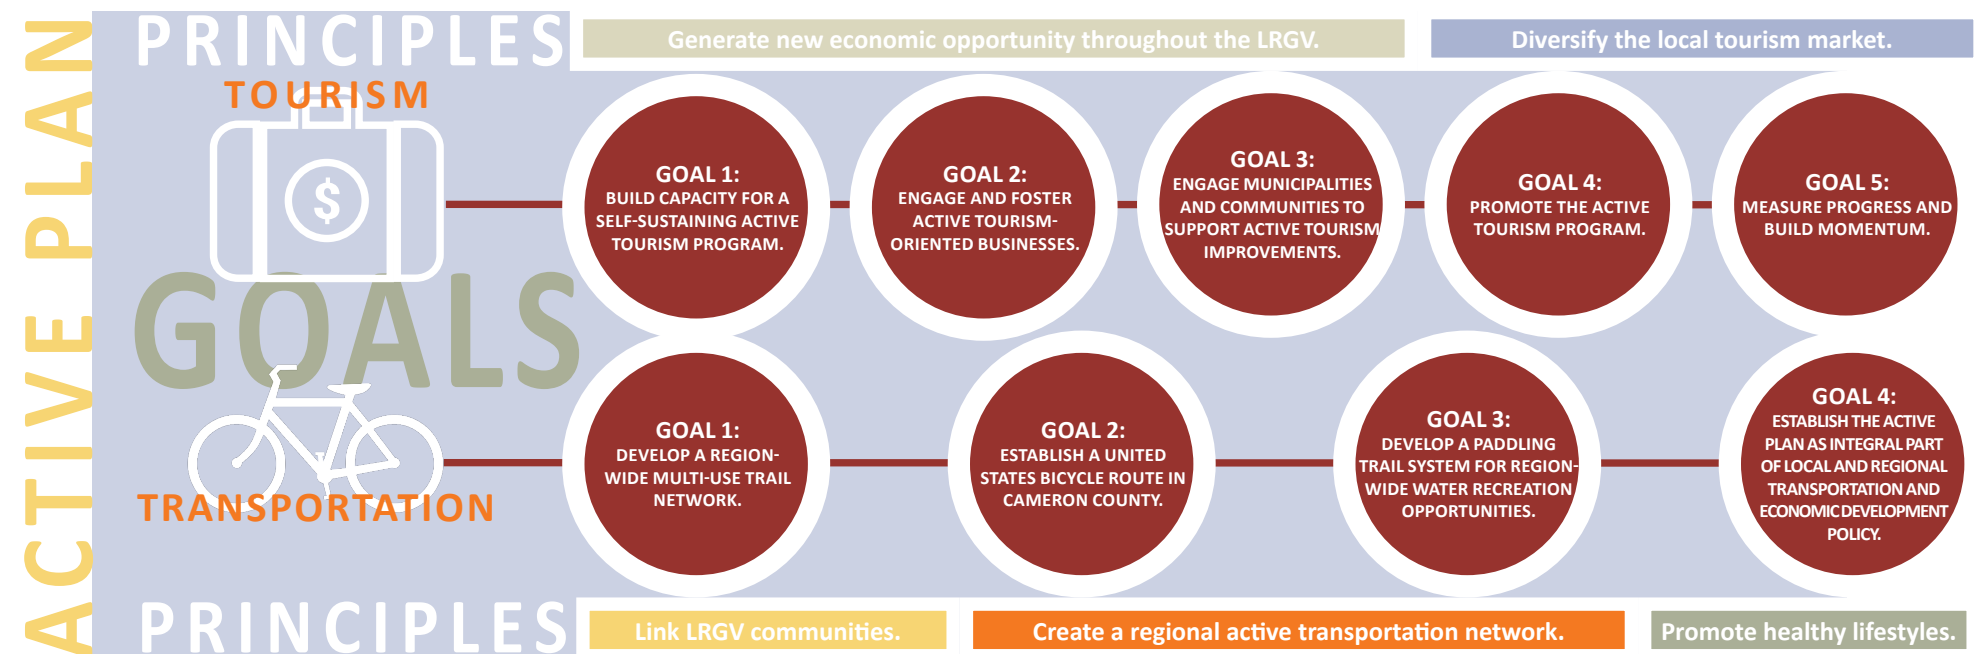 ACTIVE PLAN
PRINCIPLES
Generate new economic opportunity throughout the LRGV.
Diversify the local tourism market.
TOURISM
$
GOALS
GOAL 1:
BUILD CAPACITY FOR A
SELF-SUSTAINING ACTIVE
TOURISM PROGRAM.
GOAL 2:
ENGAGE AND FOSTER
ACTIVE TOURISM-
ORIENTED BUSINESSES.
GOAL 3:
ENGAGE MUNICIPALITIES
AND COMMUNITIES TO
SUPPORT ACTIVE TOURISM
IMPROVEMENTS.
GOAL 4:
PROMOTE THE ACTIVE
TOURISM PROGRAM.
GOAL 5:
MEASURE PROGRESS AND
BUILD MOMENTUM.
TRANSPORTATION
GOAL 1:
DEVELOP A REGION-
WIDE MULTI-USE TRAIL
NETWORK.
GOAL 2:
ESTABLISH A UNITED
STATES BICYCLE ROUTE IN
CAMERON COUNTY.
GOAL 3:
DEVELOP A PADDLING
TRAIL SYSTEM FOR REGION-
WIDE WATER RECREATION
OPPORTUNITIES.
GOAL 4:
ESTABLISH THE ACTIVE
PLAN AS INTEGRAL PART
OF LOCAL AND REGIONAL
TRANSPORTATION AND
ECONOMIC DEVELOPMENT
POLICY.
PRINCIPLES
Link LRGV communities.
Create a regional active transportation network.
Promote healthy lifestyles.